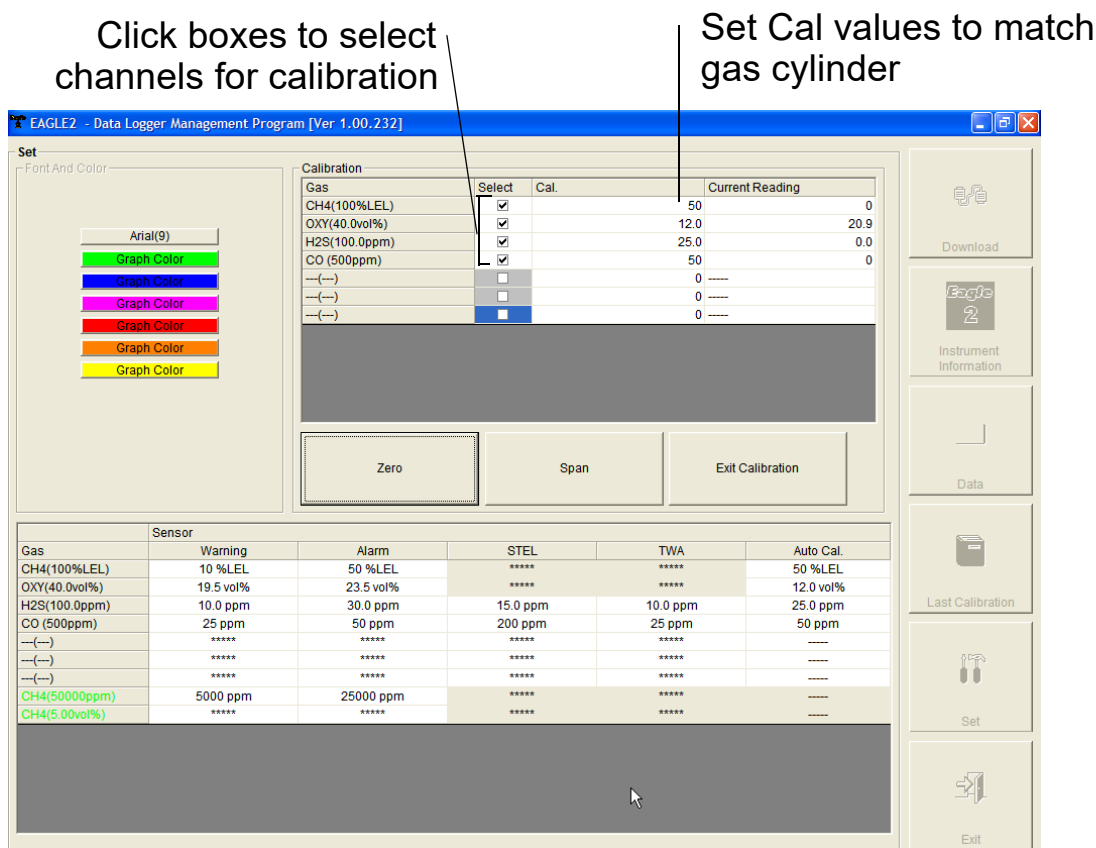 Click boxes to select
channels for calibration
Set Cal values to match
gas cylinder
EAGLE2 - Data Logger Management Program [Ver 1.00.232]
Set
Font And Color
Arial(9)
Graph Color
Graph Color
Graph Color
Graph Color
Graph Color
Graph Color
Calibration
Gas Select Cal. Current Reading
CH4(100%LEL) 50 0
OXY(40.0vol%) 12.0 20.9
H2S(100.0ppm) 25.0 0.0
CO (500ppm) 50 0
---(---) 0 -----
---(---) 0 -----
---(---) 0 -----
Zero Span Exit Calibration
Sensor
Gas Warning Alarm STEL TWA Auto Cal.
CH4(100%LEL) 10 %LEL 50 %LEL ***** ***** 50 %LEL
OXY(40.0vol%) 19.5 vol% 23.5 vol% ***** ***** 12.0 vol%
H2S(100.0ppm) 10.0 ppm 30.0 ppm 15.0 ppm 10.0 ppm 25.0 ppm
CO (500ppm) 25 ppm 50 ppm 200 ppm 25 ppm 50 ppm
---(---) ***** ***** ***** ***** -----
---(---) ***** ***** ***** ***** -----
---(---) ***** ***** ***** ***** -----
CH4(50000ppm) 5000 ppm 25000 ppm ***** ***** -----
CH4(5.00vol%) ***** ***** ***** ***** -----
Download
Eagle
2
Instrument
Information
Data
Last Calibration
Set
Exit